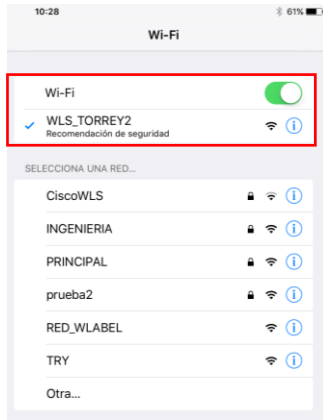 10:28 61%
Wi-Fi
Wi-Fi
WLS_TORREY2
Recomendación de seguridad
SELECCIONA UNA RED...
CiscoWLS
INGENIERIA
PRINCIPAL
prueba2
RED_WLABEL
TRY
Otra...